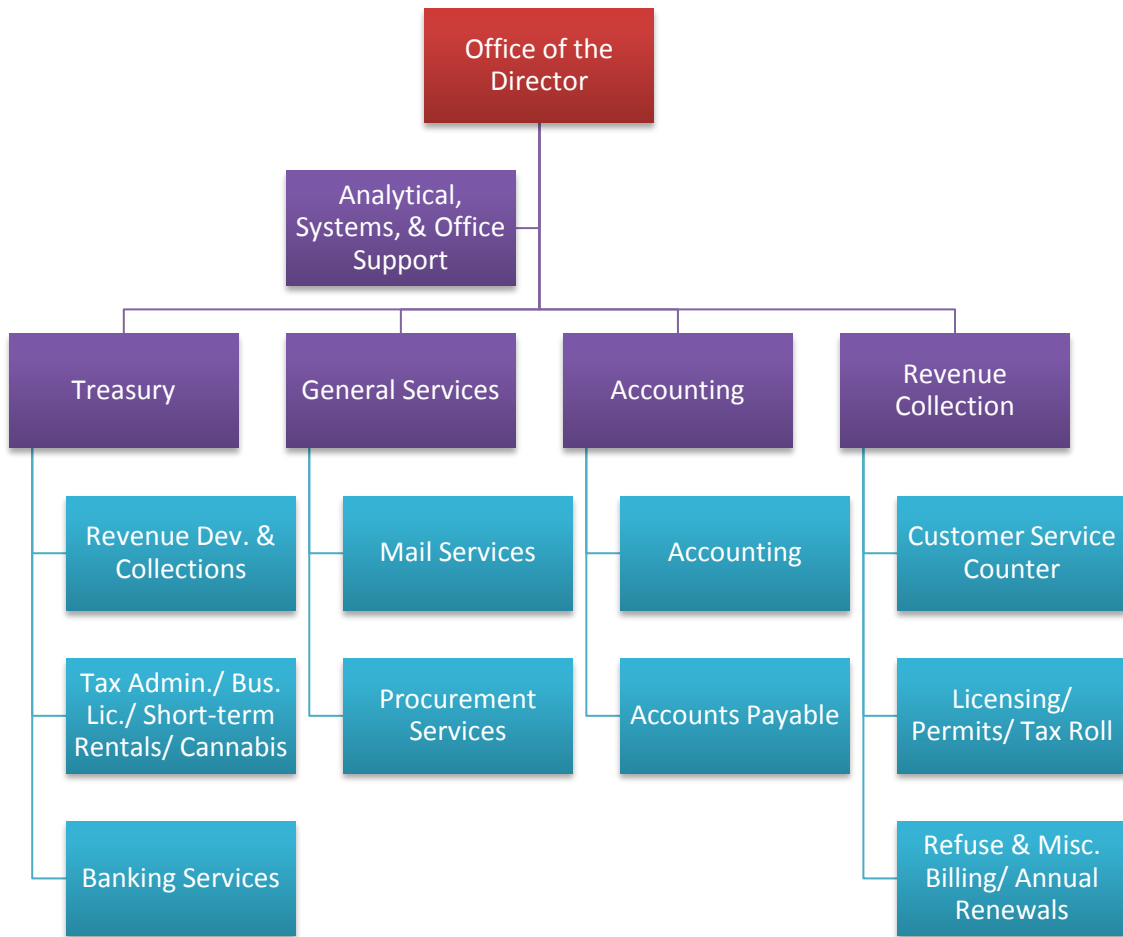 Office of the
Director
Analytical,
Systems, & Office
Support
Treasury
General Services
Accounting
Revenue
Collection
Revenue Dev. &
Collections
Mail Services
Accounting
Customer Service
Counter
Tax Admin./ Bus.
Lic./ Short-term
Rentals/ Cannabis
Procurement
Services
Accounts Payable
Licensing/
Permits/ Tax Roll
Banking Services
Refuse & Misc.
Billing/ Annual
Renewals